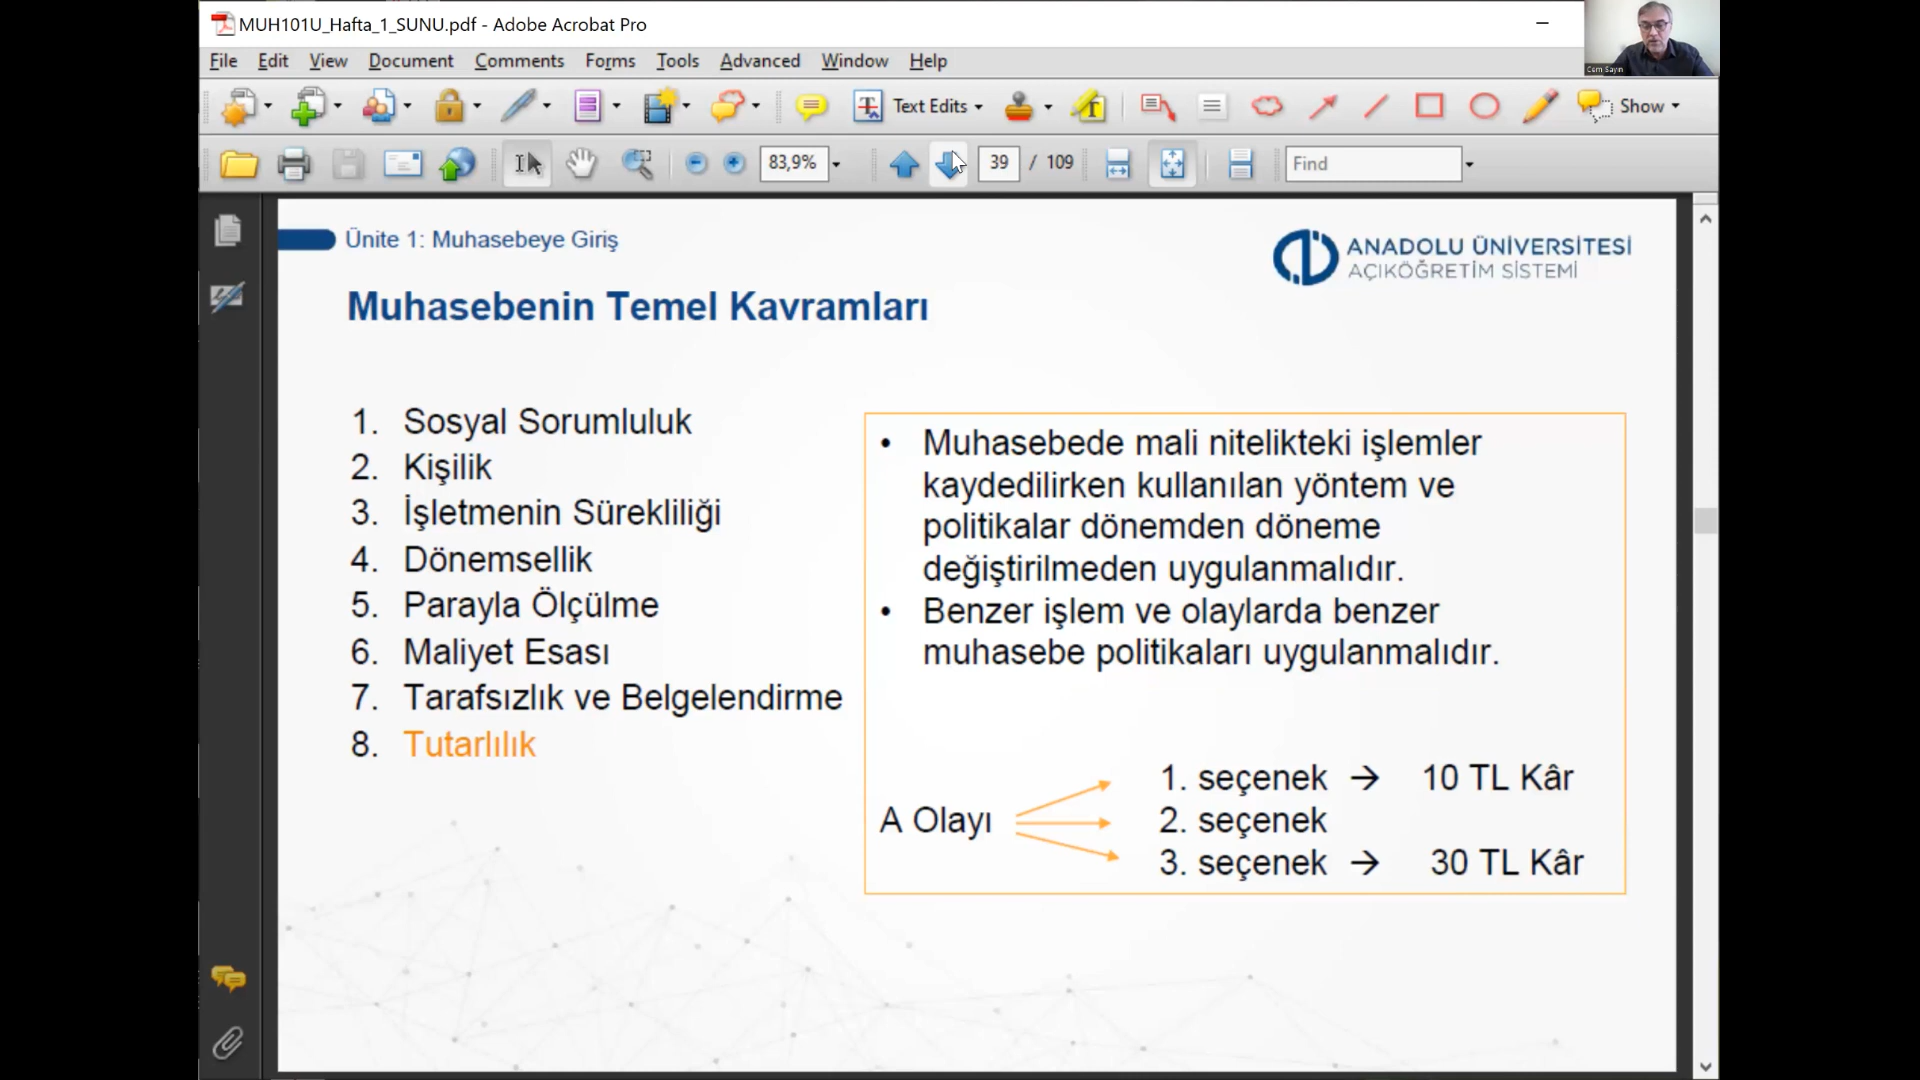 MUH101U_Hafta_1_SUNU.pdf - Adobe Acrobat Pro
File Edit View Document Comments Forms Tools Advanced Window Help
Cem Sayın
Text Edits
Show
83,9%
39 / 109
Find
Ünite 1: Muhasebeye Giriş
ANADOLU ÜNİVERSİTESİ
AÇIKÖĞRETİM SİSTEMİ
Muhasebenin Temel Kavramları
1. Sosyal Sorumluluk
2. Kişilik
3. İşletmenin Sürekliliği
4. Dönemsellik
5. Parayla Ölçülme
6. Maliyet Esası
7. Tarafsızlık ve Belgelendirme
8. Tutarlılık
• Muhasebede mali nitelikteki işlemler
kaydedilirken kullanılan yöntem ve
politikalar dönemden döneme
değiştirilmeden uygulanmalıdır.
• Benzer işlem ve olaylarda benzer
muhasebe politikaları uygulanmalıdır.
A Olayı
1. seçenek → 10 TL Kâr
2. seçenek
3. seçenek → 30 TL Kâr